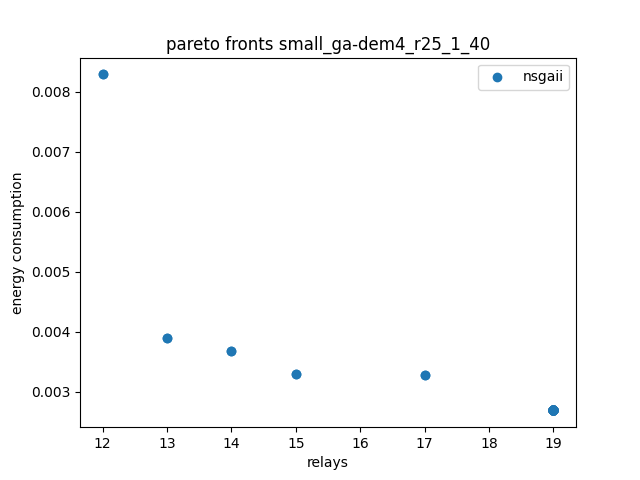 pareto fronts small_ga-dem4_r25_1_40
nsgaii
0.008
0.007
0.006
0.005
0.004
0.003
energy consumption
12 13 14 15 16 17 18 19
relays